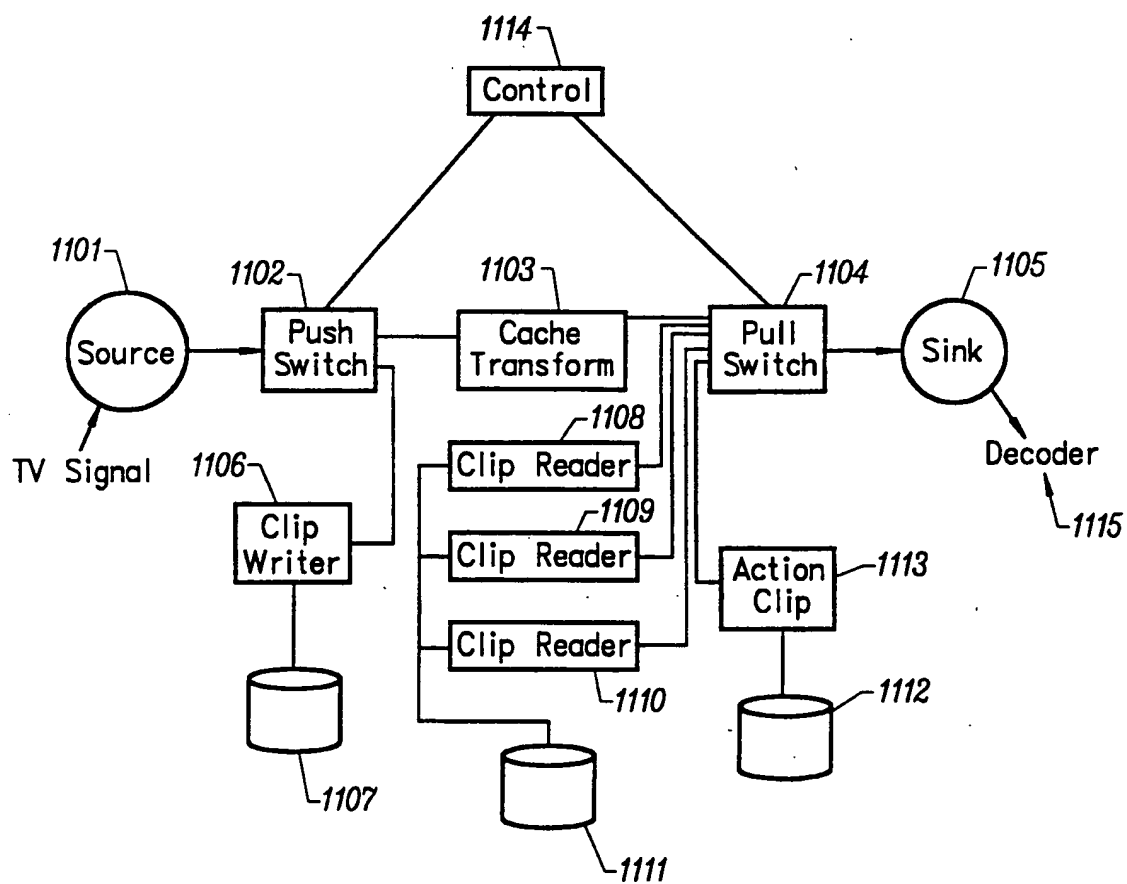 1114
Control
1101
1102
1103
1104
1105
Source
Push
Switch
Cache
Transform
Pull
Switch
Sink
TV Signal
1106
Clip
Writer
1108
Clip Reader
1109
Clip Reader
Clip Reader
1110
Decoder
1115
Action
Clip
1113
1107
1111
1112